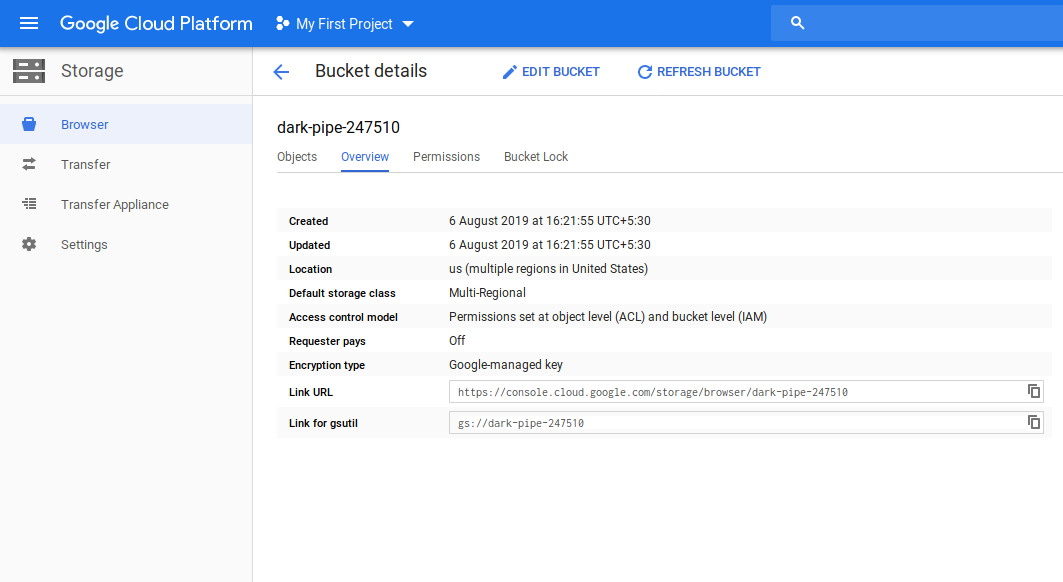 Google Cloud Platform My First Project
Storage
Bucket details EDIT BUCKET REFRESH BUCKET
Browser
Transfer
Transfer Appliance
Settings
dark-pipe-247510
Objects Overview Permissions Bucket Lock
Created 6 August 2019 at 16:21:55 UTC+5:30
Updated 6 August 2019 at 16:21:55 UTC+5:30
Location us (multiple regions in United States)
Default storage class Multi-Regional
Access control model Permissions set at object level (ACL) and bucket level (IAM)
Requester pays Off
Encryption type Google-managed key
Link URL https://console.cloud.google.com/storage/browser/dark-pipe-247510
Link for gsutil gs://dark-pipe-247510